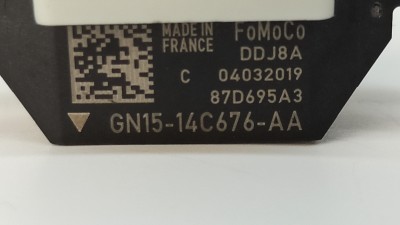 MADE IN
FRANCE
FoMoCo
DDJ8A
C 04032019
87D695A3
GN15-14C676-AA